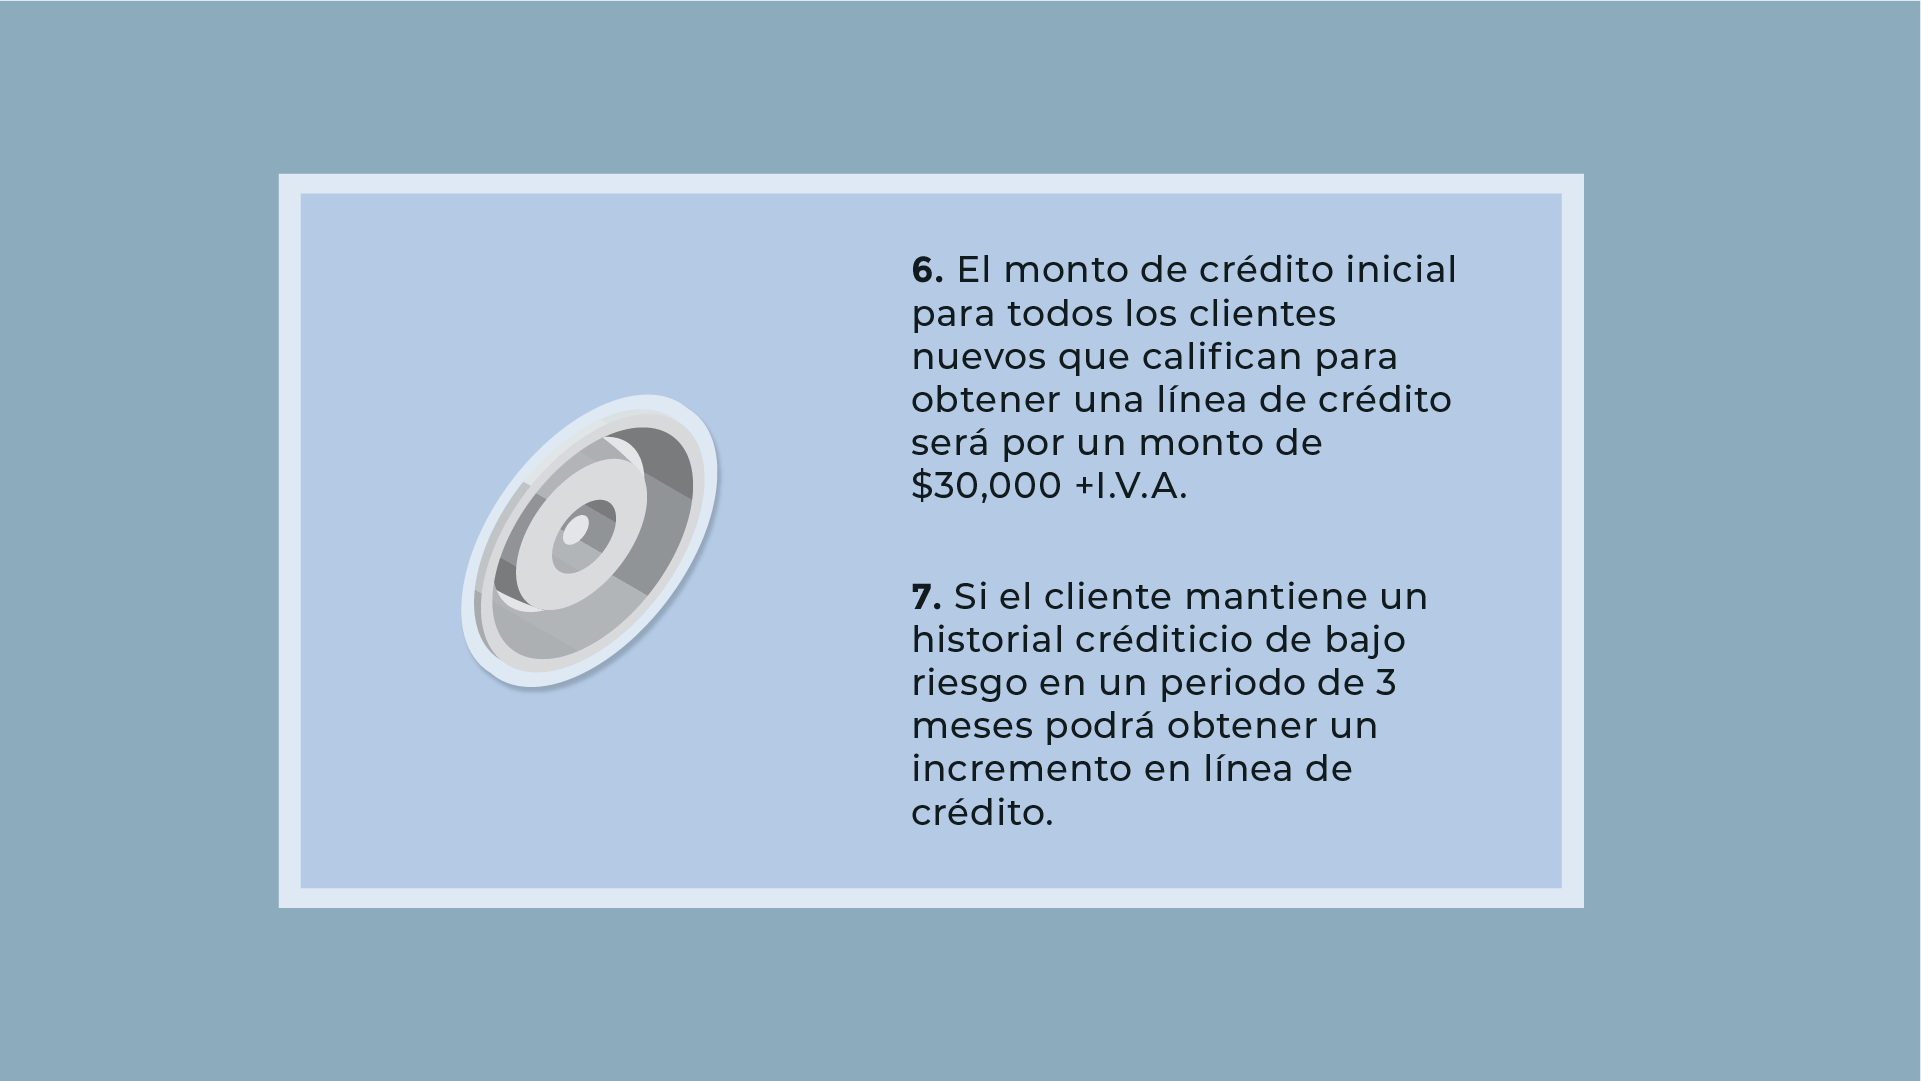 6. El monto de crédito inicial
para todos los clientes
nuevos que califican para
obtener una línea de crédito
será por un monto de
$30,000 +I.V.A.
7. Si el cliente mantiene un
historial créditicio de bajo
riesgo en un periodo de 3
meses podrá obtener un
incremento en línea de
crédito.